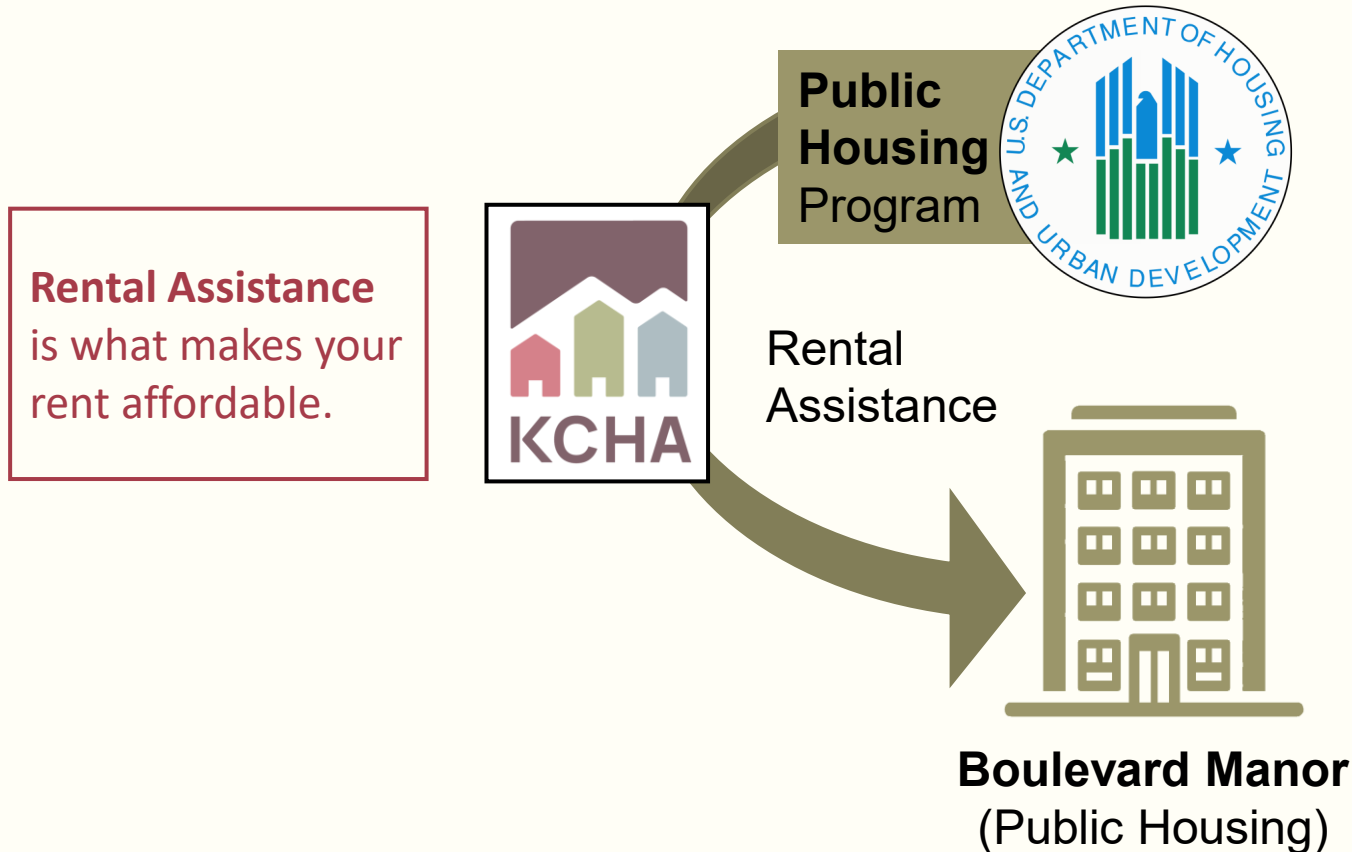 Rental Assistance
is what makes your
rent affordable.
KCHA
Public
Housing
Program
U.S. DEPARTMENT OF HOUSING
AND URBAN DEVELOPMENT
Rental
Assistance
Boulevard Manor
(Public Housing)